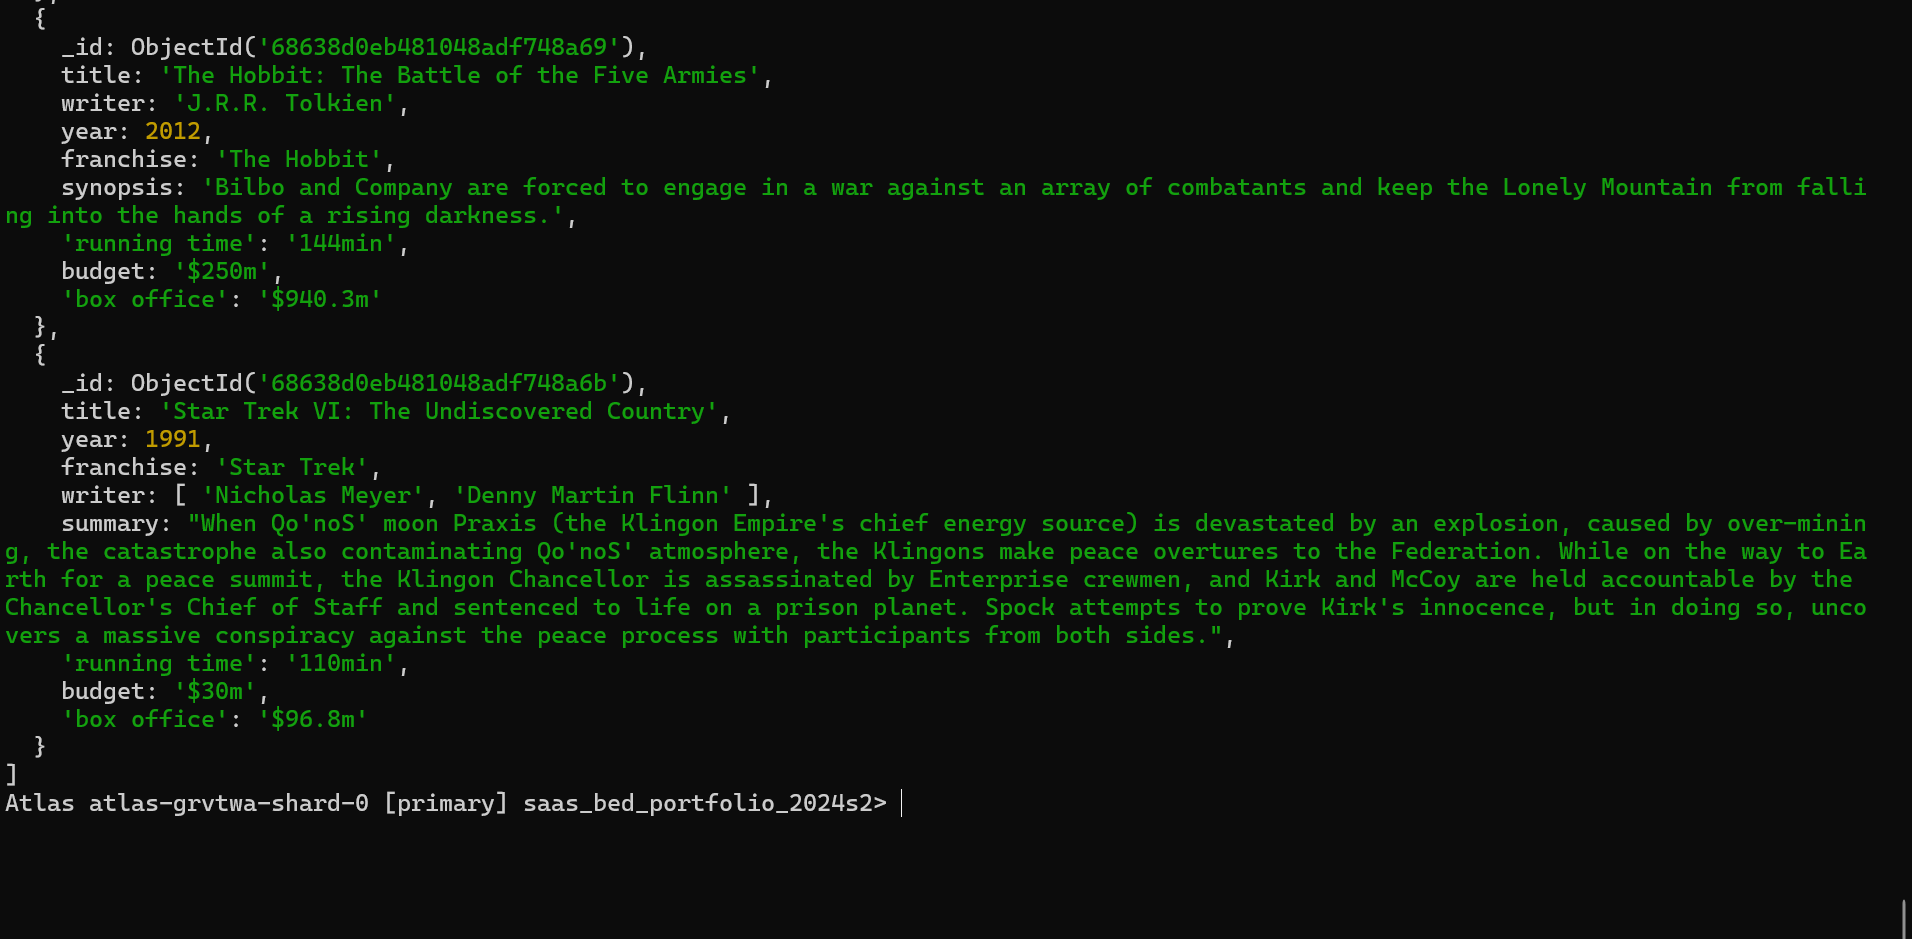 {
_id: ObjectId('68638d0eb481048adf748a69'),
title: 'The Hobbit: The Battle of the Five Armies',
writer: 'J.R.R. Tolkien',
year: 2012,
franchise: 'The Hobbit',
synopsis: 'Bilbo and Company are forced to engage in a war against an array of combatants and keep the Lonely Mountain from falli
ng into the hands of a rising darkness.',
'running time': '144min',
budget: '$250m',
'box office': '$940.3m'
},
{
_id: ObjectId('68638d0eb481048adf748a6b'),
title: 'Star Trek VI: The Undiscovered Country',
year: 1991,
franchise: 'Star Trek',
writer: [ 'Nicholas Meyer', 'Denny Martin Flinn' ],
summary: "When Qo'noS' moon Praxis (the Klingon Empire's chief energy source) is devastated by an explosion, caused by over-minin
g, the catastrophe also contaminating Qo'noS' atmosphere, the Klingons make peace overtures to the Federation. While on the way to Ea
rth for a peace summit, the Klingon Chancellor is assassinated by Enterprise crewmen, and Kirk and McCoy are held accountable by the
Chancellor's Chief of Staff and sentenced to life on a prison planet. Spock attempts to prove Kirk's innocence, but in doing so, unco
vers a massive conspiracy against the peace process with participants from both sides.",
'running time': '110min',
budget: '$30m',
'box office': '$96.8m'
}
]
Atlas atlas-grvtwa-shard-0 [primary] saas_bed_portfolio_2024s2>